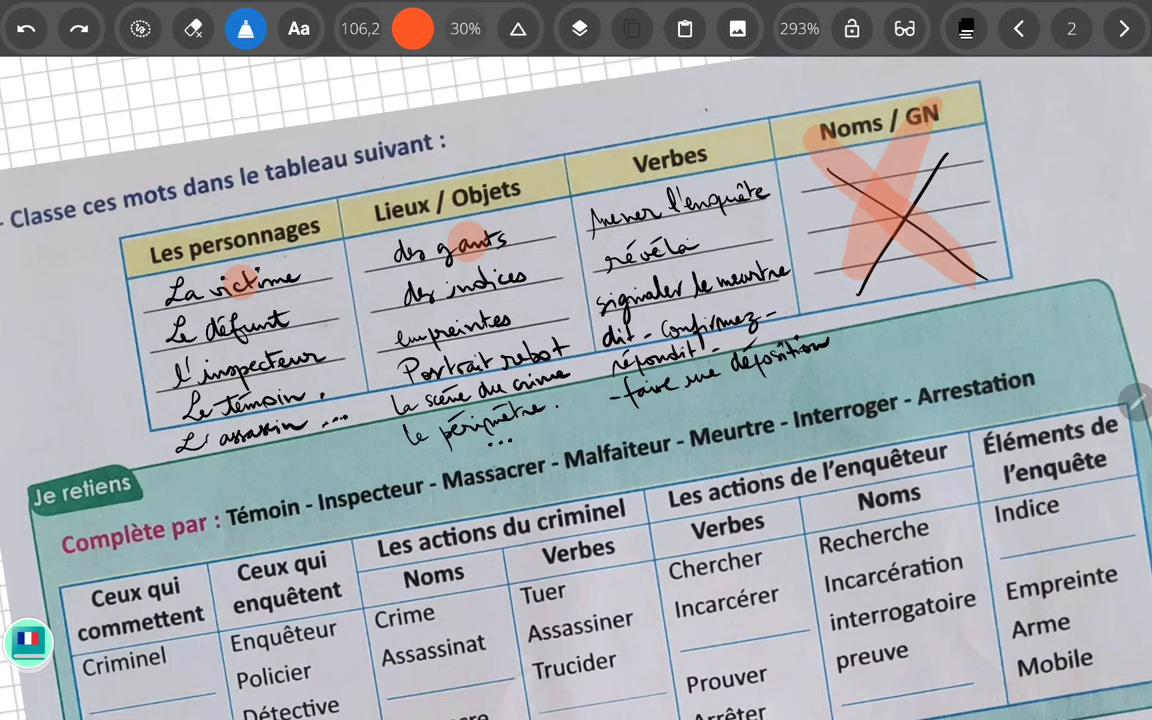 Aa
106,2
30%
293%
2
- Classe ces mots dans le tableau suivant :
Les personnages
Lieux / Objets
Verbes
Noms / GN
La victime
Le défunt
l'inspecteur
Le témoin.
L'assassin ....
des gants
des indices
empreintes
Portrait robot
la scène du crime
le périmètre.
...
mener l'enquête
révéla
signaler le meurtre
dit - confirmez -
répondit -
- faire une déposition
Je retiens
Complète par : Témoin - Inspecteur - Massacrer - Malfaiteur - Meurtre - Interroger - Arrestation
Ceux qui
commettent
Ceux qui
enquêtent
Les actions du criminel
Noms
Verbes
Les actions de l'enquêteur
Verbes
Noms
Éléments de
l'enquête
Criminel
Enquêteur
Policier
Détective
Crime
Assassinat
Tuer
Assassiner
Trucider
Chercher
Incarcérer
Prouver
Arrêter
Recherche
Incarcération
interrogatoire
preuve
Indice
Empreinte
Arme
Mobile